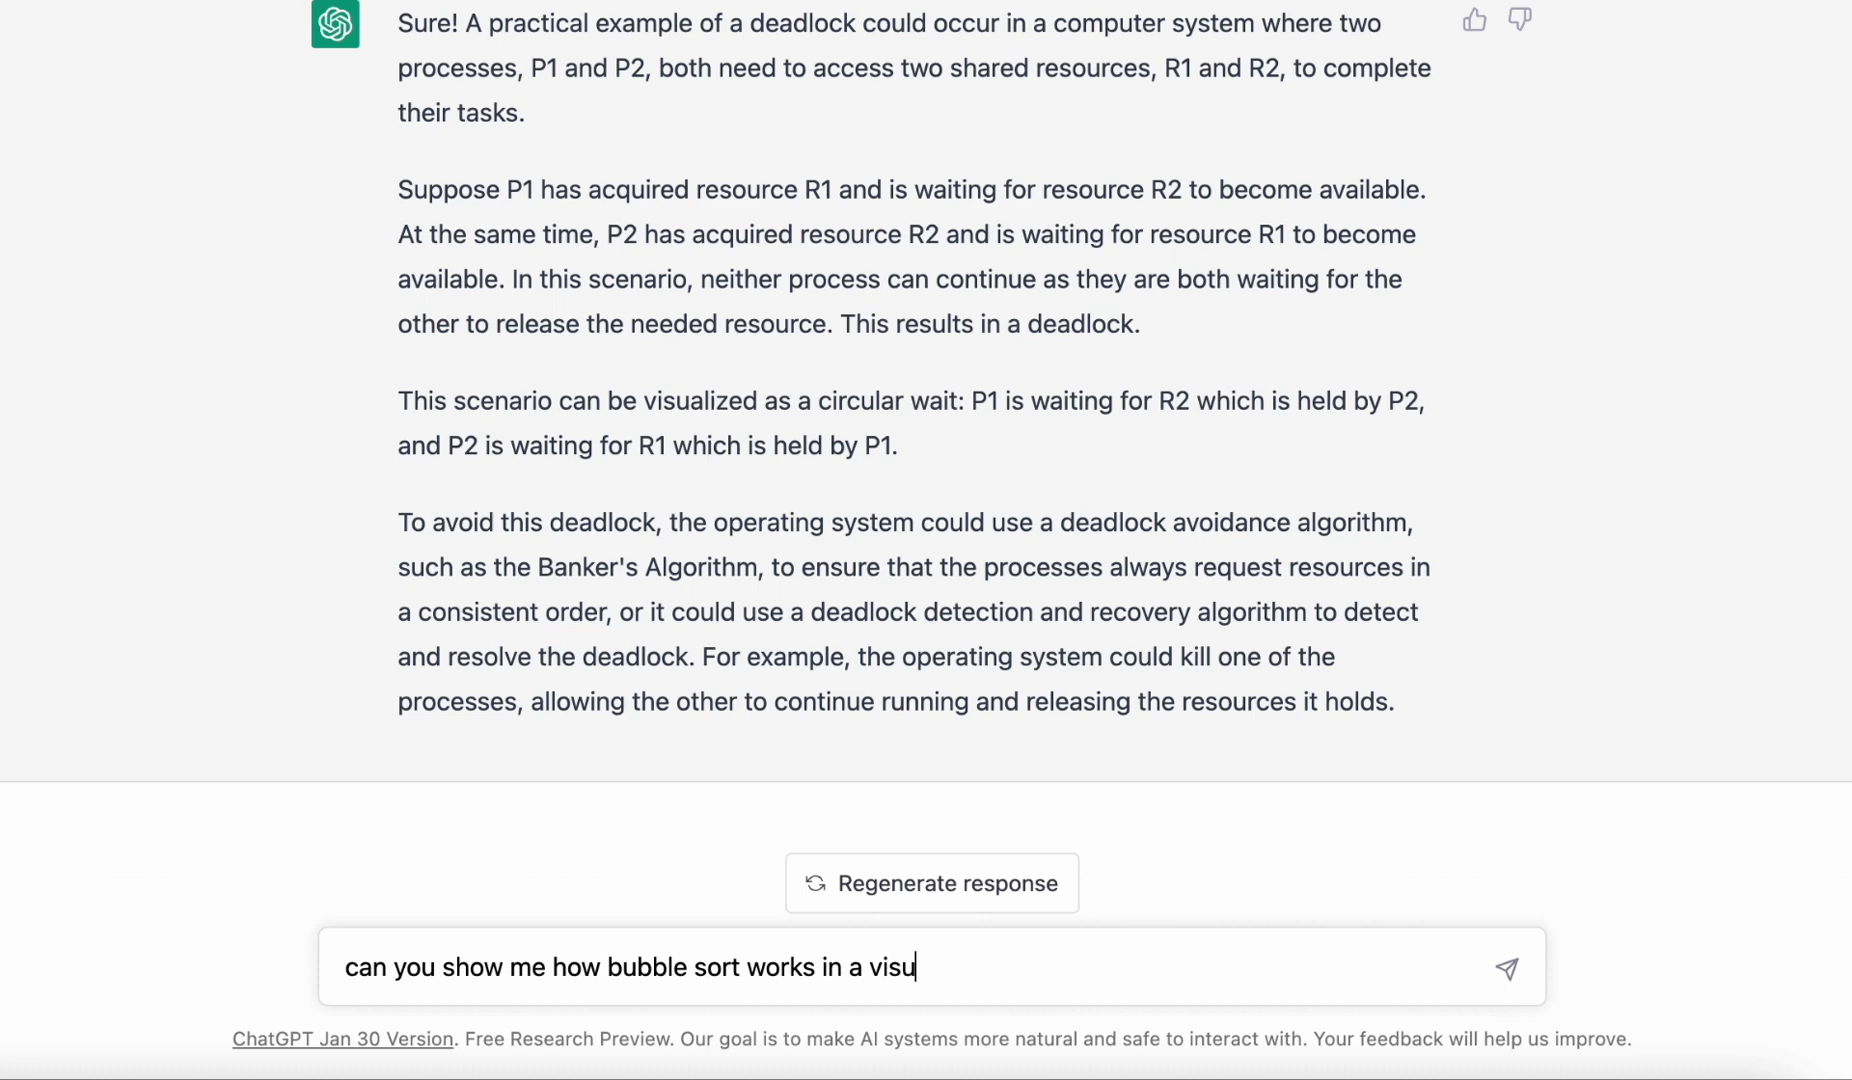 Sure! A practical example of a deadlock could occur in a computer system where two
processes, P1 and P2, both need to access two shared resources, R1 and R2, to complete
their tasks.
Suppose P1 has acquired resource R1 and is waiting for resource R2 to become available.
At the same time, P2 has acquired resource R2 and is waiting for resource R1 to become
available. In this scenario, neither process can continue as they are both waiting for the
other to release the needed resource. This results in a deadlock.
This scenario can be visualized as a circular wait: P1 is waiting for R2 which is held by P2,
and P2 is waiting for R1 which is held by P1.
To avoid this deadlock, the operating system could use a deadlock avoidance algorithm,
such as the Banker's Algorithm, to ensure that the processes always request resources in
a consistent order, or it could use a deadlock detection and recovery algorithm to detect
and resolve the deadlock. For example, the operating system could kill one of the
processes, allowing the other to continue running and releasing the resources it holds.
Regenerate response
can you show me how bubble sort works in a visu
ChatGPT Jan 30 Version. Free Research Preview. Our goal is to make AI systems more natural and safe to interact with. Your feedback will help us improve.